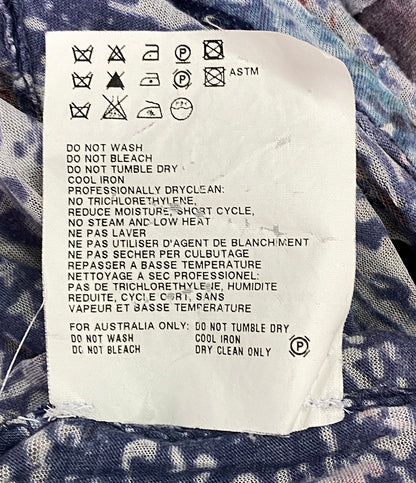 ASTM
DO NOT WASH
DO NOT BLEACH
DO NOT TUMBLE DRY
COOL IRON
PROFESSIONALLY DRYCLEAN:
NO TRICHLORETHYLENE,
REDUCE MOISTURE, SHORT CYCLE,
NO STEAM AND LOW HEAT
NE PAS LAVER
NE PAS UTILISER D'AGENT DE BLANCHIMENT
NE PAS SECHER PER CULBUTAGE
REPASSER A BASSE TEMPERATURE
NETTOYAGE A SEC PROFESSIONEL:
PAS DE TRICHLORETHYLENE, HUMIDITE
REDUITE, CYCLE CORT, SANS
VAPEUR ET BASSE TEMPERATURE
FOR AUSTRALIA ONLY: DO NOT TUMBLE DRY
DO NOT WASH COOL IRON
DO NOT BLEACH DRY CLEAN ONLY P